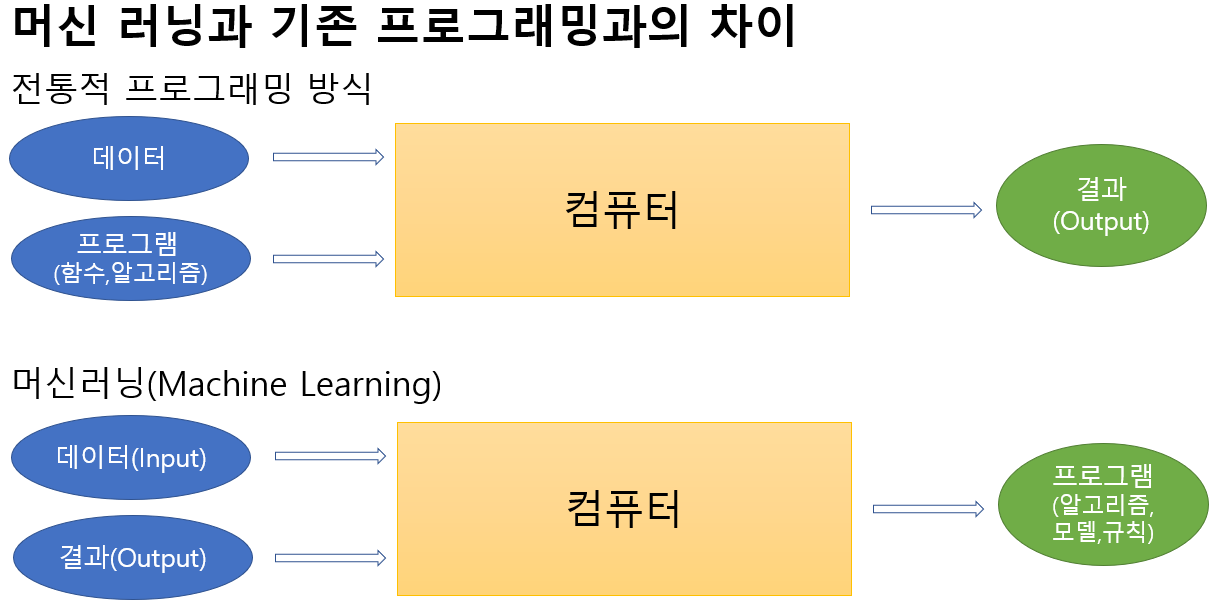 머신 러닝과 기존 프로그래밍과의 차이
전통적 프로그래밍 방식
데이터
프로그램
(함수,알고리즘)
컴퓨터
결과
(Output)
머신러닝(Machine Learning)
데이터(Input)
결과(Output)
컴퓨터
프로그램
(알고리즘,
모델,규칙)